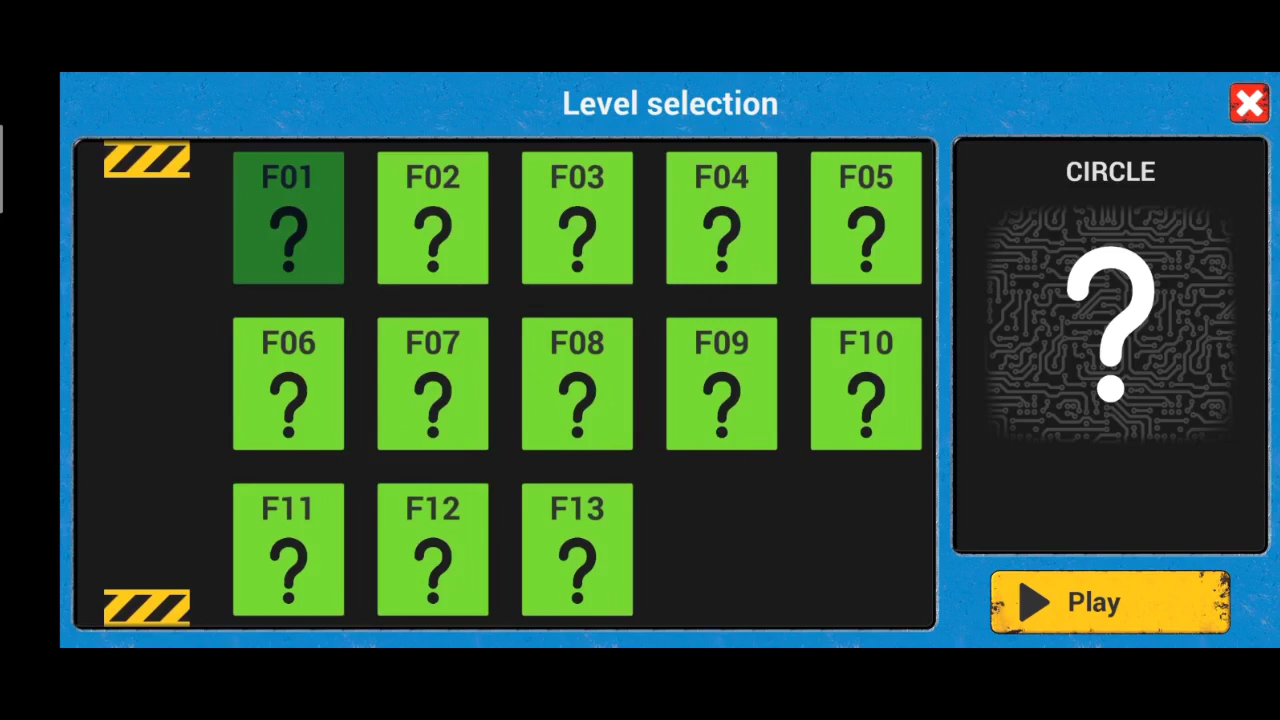 Level selection
CIRCLE
F01 F02 F03 F04 F05
? ? ? ? ?
?
F06 F07 F08 F09 F10
? ? ? ? ?
F11 F12 F13
? ? ?
Play